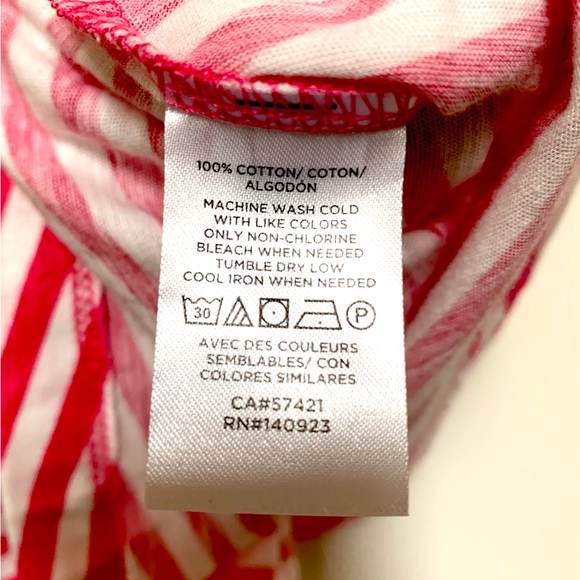 100% COTTON/ COTON/
ALGODÓN
MACHINE WASH COLD
WITH LIKE COLORS
ONLY NON-CHLORINE
BLEACH WHEN NEEDED
TUMBLE DRY LOW
COOL IRON WHEN NEEDED
30 P
AVEC DES COULEURS
SEMBLABLES/ CON
COLORES SIMILARES
CA#57421
RN#140923